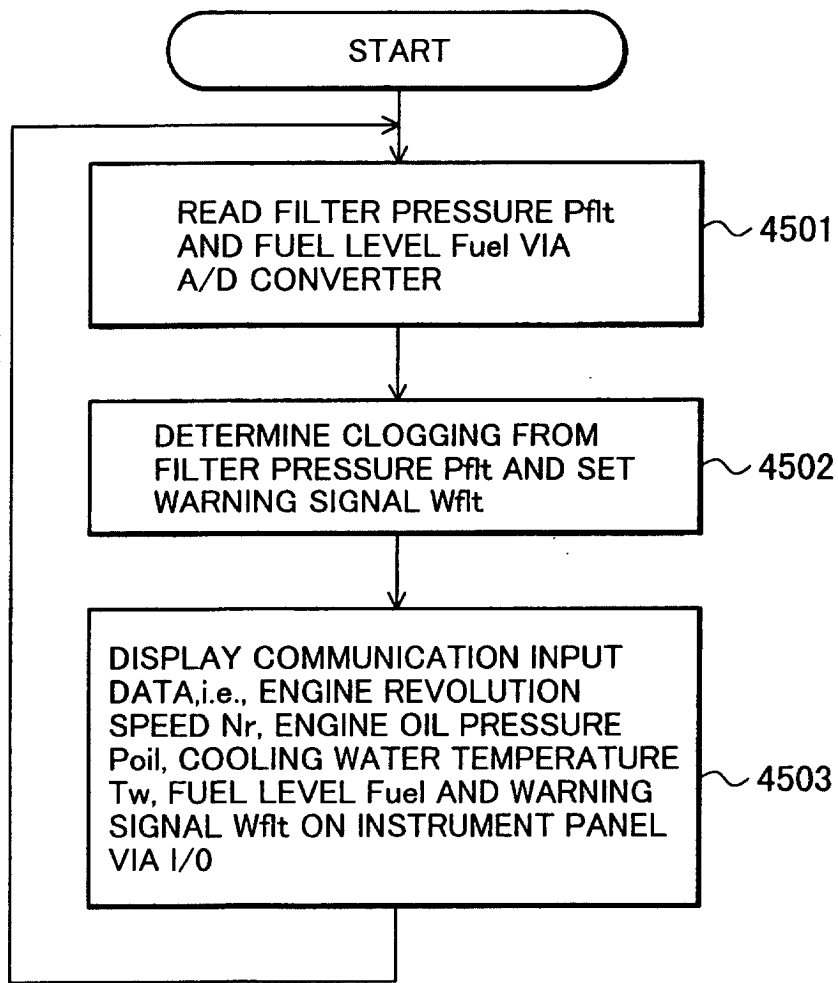 START
READ FILTER PRESSURE Pflt
AND FUEL LEVEL Fuel VIA
A/D CONVERTER
4501
DETERMINE CLOGGING FROM
FILTER PRESSURE Pflt AND SET
WARNING SIGNAL Wflt
4502
DISPLAY COMMUNICATION INPUT
DATA,i.e., ENGINE REVOLUTION
SPEED Nr, ENGINE OIL PRESSURE
Poil, COOLING WATER TEMPERATURE
Tw, FUEL LEVEL Fuel AND WARNING
SIGNAL Wflt ON INSTRUMENT PANEL
VIA I/O
4503